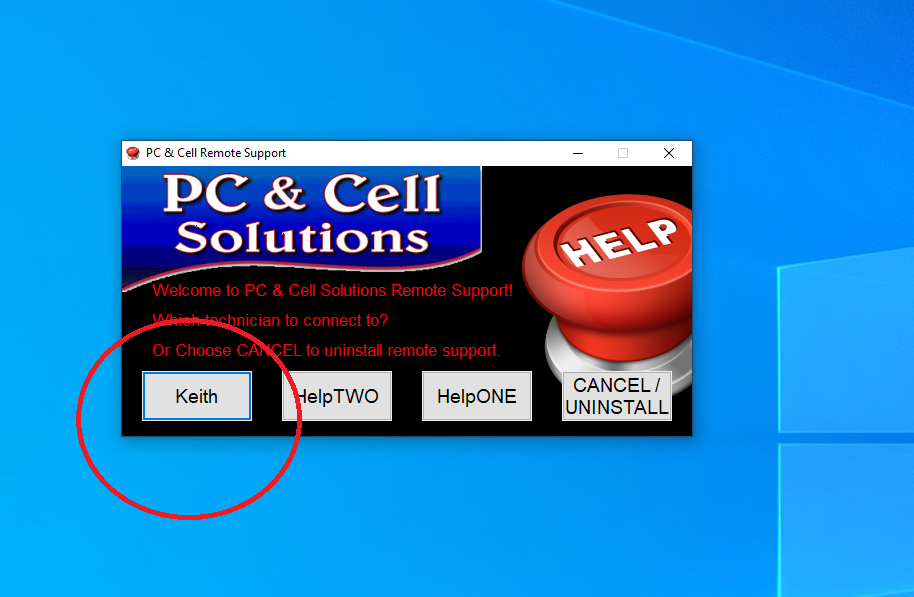 PC & Cell Remote Support
PC & Cell
Solutions
HELP
Welcome to PC & Cell Solutions Remote Support!
Which technician to connect to?
Or Choose CANCEL to uninstall remote support.
Keith
HelpTWO
HelpONE
CANCEL /
UNINSTALL